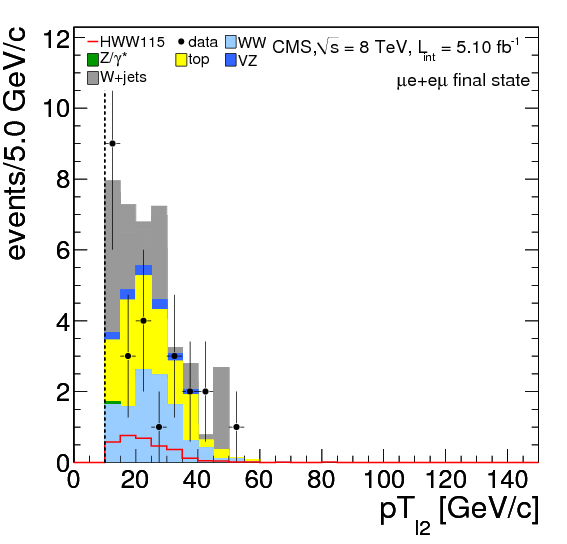 HWW115 data WW
Z/γ* top VZ
W+jets
CMS,√s = 8 TeV, L_int = 5.10 fb⁻¹
μe+eμ final state
events/5.0 GeV/c
12
10
8
6
4
2
0
0 20 40 60 80 100 120 140
pT_l2 [GeV/c]